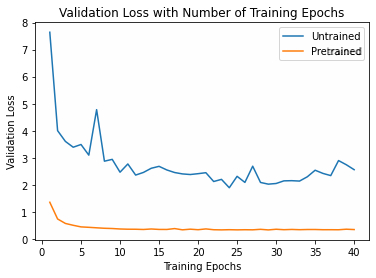 Validation Loss with Number of Training Epochs
Untrained
Pretrained
Validation Loss
8
7
6
5
4
3
2
1
0
0 5 10 15 20 25 30 35 40
Training Epochs